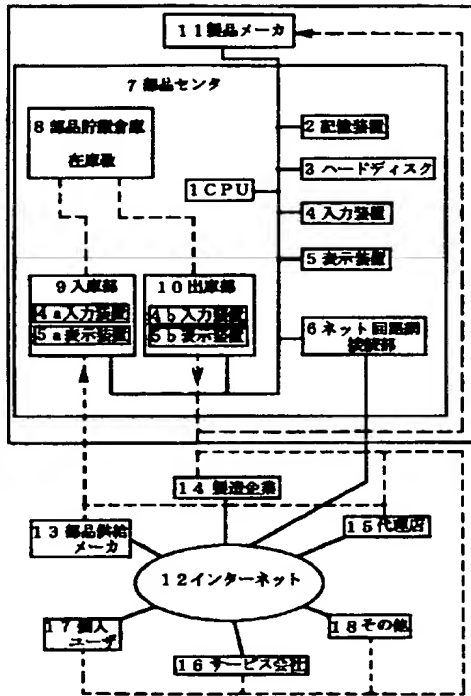 11製品メーカ
7部品センタ
8部品貯蔵倉庫
在庫数
2記憶装置
3ハードディスク
1CPU
4入力装置
5表示装置
9入庫部
4a入力装置
5a表示装置
10出庫部
4b入力装置
5b表示装置
6ネット回路網
接続部
14製造企業
13部品供給
メーカ
15代理店
12インターネット
17個人
ユーザ
18その他
16サービス会社